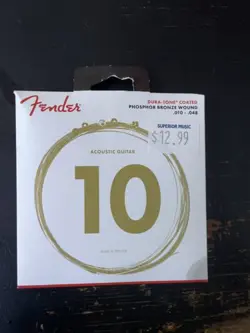 Fender
DURA-TONE® COATED
PHOSPHOR BRONZE WOUND
.010 - .048
SUPERIOR MUSIC
$12.99
ACOUSTIC GUITAR
10